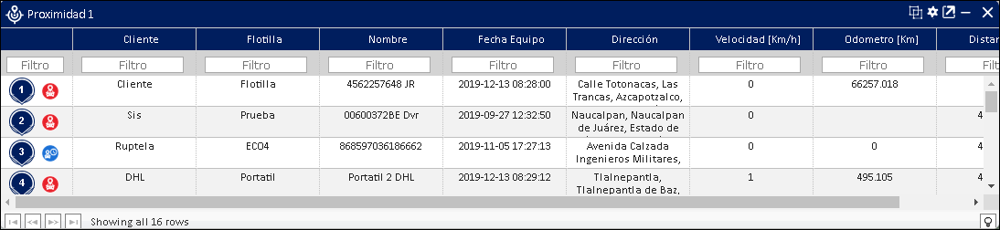 Proximidad 1
Cliente Flotilla Nombre Fecha Equipo Dirección Velocidad [Km/h] Odometro [Km] Distan
Filtro Filtro Filtro Filtro Filtro Filtro Filtro Filtro Filtro
1 Cliente Flotilla 4562257648 JR 2019-12-13 08:28:00 Calle Totonacas, Las 0 66257.018
Trancas, Azcapotzalco,
2 Sis Prueba 00600372BE Dvr 2019-09-27 12:32:50 Naucalpan, Naucalpan 0 4
de Juárez, Estado de
3 Ruptela ECO4 868597036186662 2019-11-05 17:27:13 Avenida Calzada 0 0 4
Ingenieros Militares,
4 DHL Portatil Portatil 2 DHL 2019-12-13 08:29:12 Tlalnepantla, 1 495.105 4
Tlalnepantla de Baz,
Showing all 16 rows